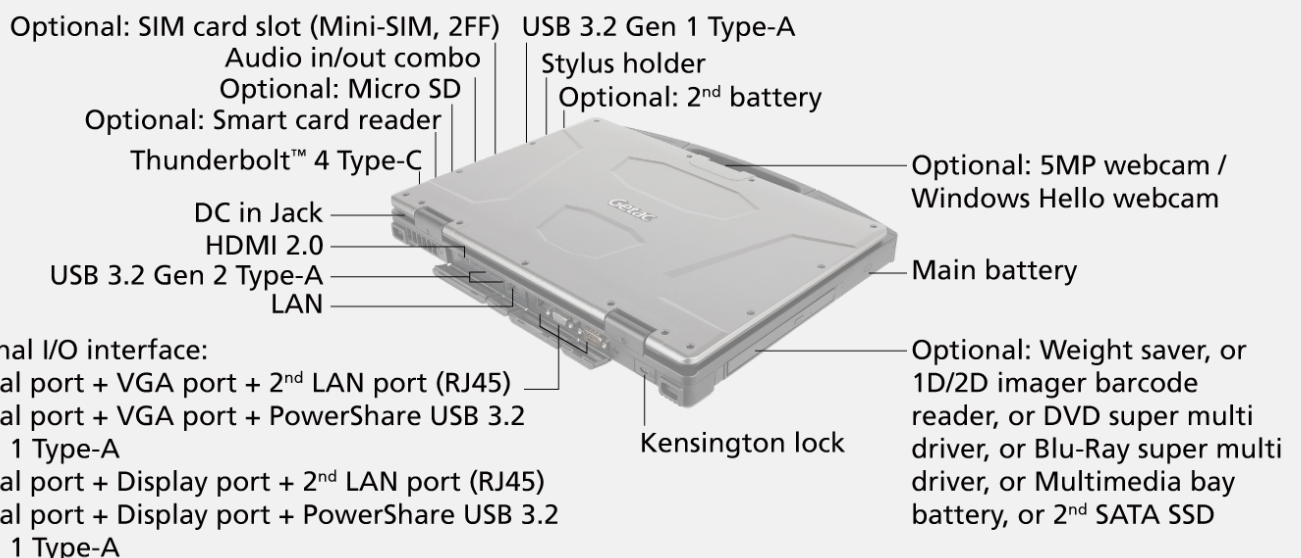 Optional: SIM card slot (Mini-SIM, 2FF)
USB 3.2 Gen 1 Type-A
Audio in/out combo
Stylus holder
Optional: Micro SD
Optional: 2nd battery
Optional: Smart card reader
Thunderbolt™ 4 Type-C
Optional: 5MP webcam /
Windows Hello webcam
DC in Jack
Getac
HDMI 2.0
USB 3.2 Gen 2 Type-A
Main battery
LAN
nal I/O interface:
al port + VGA port + 2nd LAN port (RJ45)
al port + VGA port + PowerShare USB 3.2
1 Type-A
al port + Display port + 2nd LAN port (RJ45)
al port + Display port + PowerShare USB 3.2
1 Type-A
Kensington lock
Optional: Weight saver, or
1D/2D imager barcode
reader, or DVD super multi
driver, or Blu-Ray super multi
driver, or Multimedia bay
battery, or 2nd SATA SSD